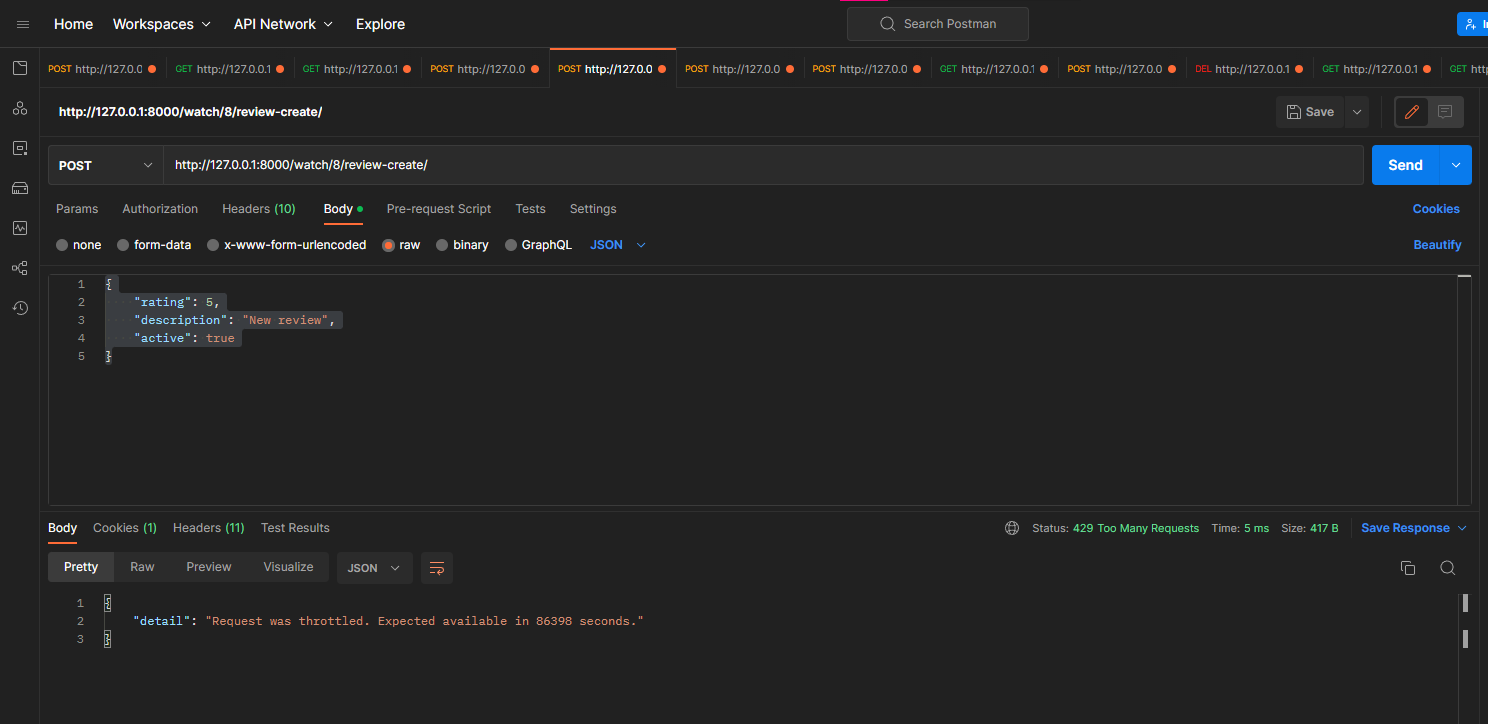 Home Workspaces API Network Explore Search Postman
POST http://127.0.0 GET http://127.0.0.1 GET http://127.0.0.1 POST http://127.0.0 POST http://127.0.0 POST http://127.0.0 POST http://127.0.0 GET http://127.0.0.1 POST http://127.0.0 DEL http://127.0.0.1 GET http://127.0.0.1 GET htt
http://127.0.0.1:8000/watch/8/review-create/ Save
POST http://127.0.0.1:8000/watch/8/review-create/ Send
Params Authorization Headers (10) Body Pre-request Script Tests Settings Cookies
none form-data x-www-form-urlencoded raw binary GraphQL JSON Beautify
1 {
2 "rating": 5,
3 "description": "New review",
4 "active": true
5 }
Body Cookies (1) Headers (11) Test Results Status: 429 Too Many Requests Time: 5 ms Size: 417 B Save Response
Pretty Raw Preview Visualize JSON
1 {
2 "detail": "Request was throttled. Expected available in 86398 seconds."
3 }